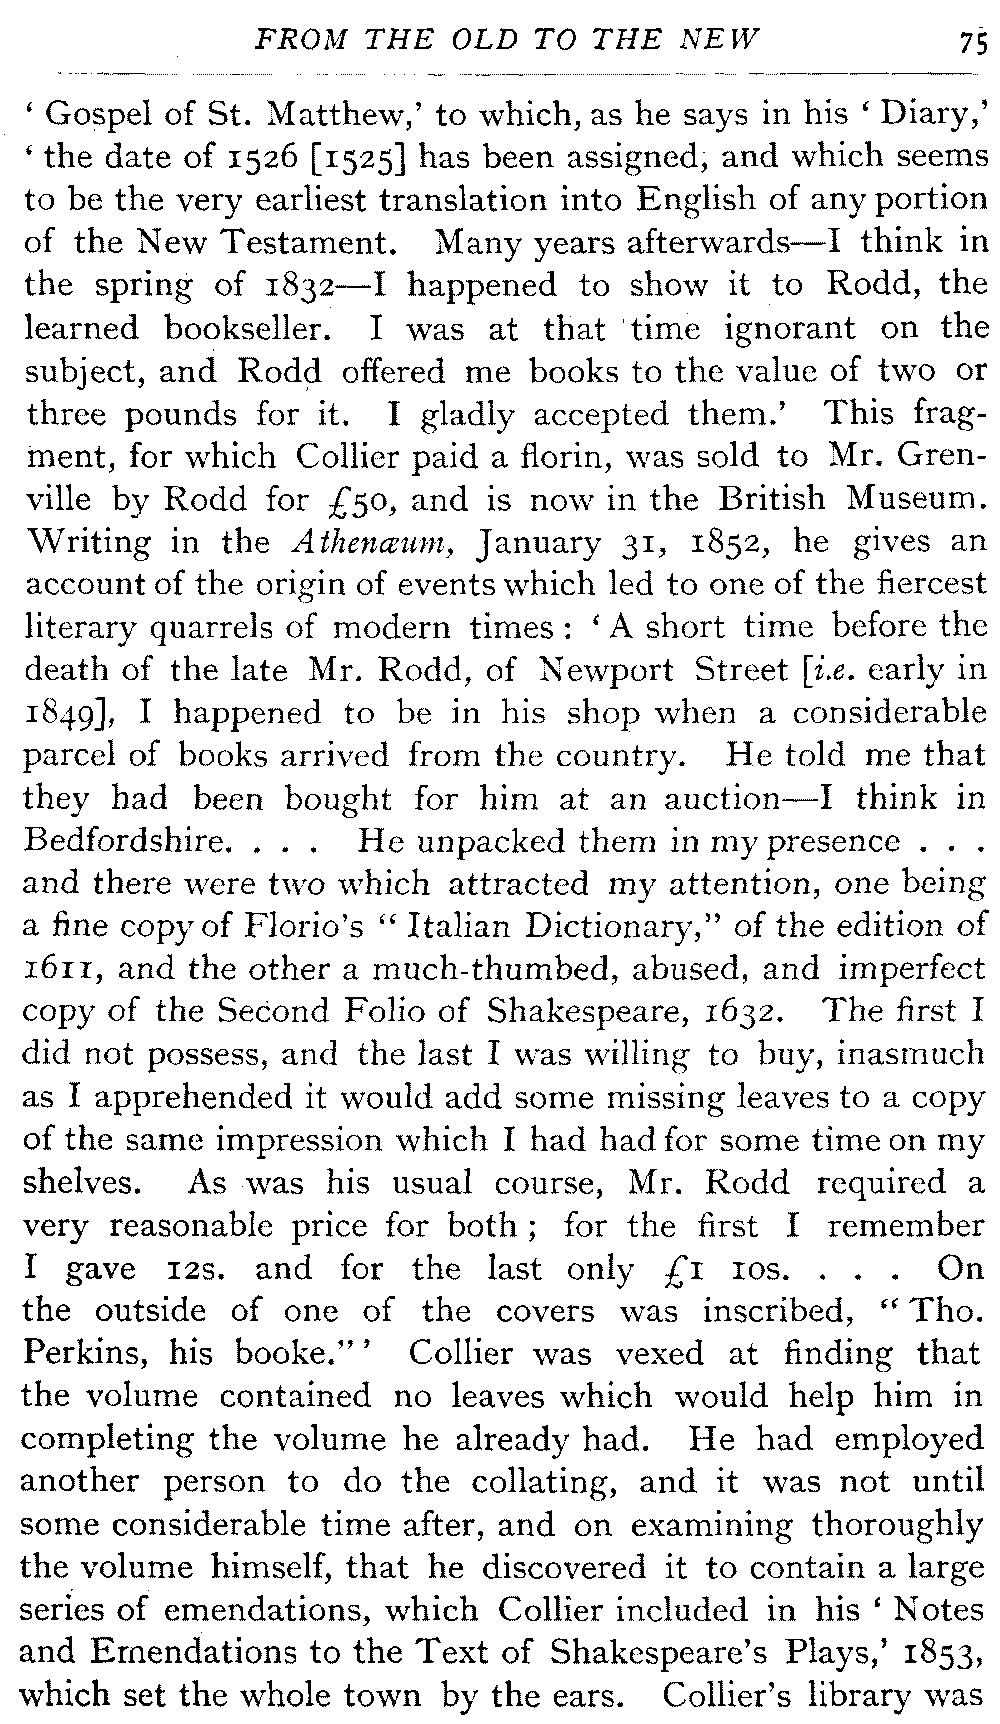 FROM THE OLD TO THE NEW 75
‘ Gospel of St. Matthew,’ to which, as he says in his ‘ Diary,’
‘ the date of 1526 [1525] has been assigned, and which seems
to be the very earliest translation into English of any portion
of the New Testament. Many years afterwards—I think in
the spring of 1832—I happened to show it to Rodd, the
learned bookseller. I was at that time ignorant on the
subject, and Rodd offered me books to the value of two or
three pounds for it. I gladly accepted them.’ This frag-
ment, for which Collier paid a florin, was sold to Mr. Gren-
ville by Rodd for £50, and is now in the British Museum.
Writing in the Athenæum, January 31, 1852, he gives an
account of the origin of events which led to one of the fiercest
literary quarrels of modern times : ‘ A short time before the
death of the late Mr. Rodd, of Newport Street [i.e. early in
1849], I happened to be in his shop when a considerable
parcel of books arrived from the country. He told me that
they had been bought for him at an auction—I think in
Bedfordshire. . . . He unpacked them in my presence . . .
and there were two which attracted my attention, one being
a fine copy of Florio’s “ Italian Dictionary,” of the edition of
1611, and the other a much-thumbed, abused, and imperfect
copy of the Second Folio of Shakespeare, 1632. The first I
did not possess, and the last I was willing to buy, inasmuch
as I apprehended it would add some missing leaves to a copy
of the same impression which I had had for some time on my
shelves. As was his usual course, Mr. Rodd required a
very reasonable price for both ; for the first I remember
I gave 12s. and for the last only £1 10s. . . . On
the outside of one of the covers was inscribed, “ Tho.
Perkins, his booke.” ’ Collier was vexed at finding that
the volume contained no leaves which would help him in
completing the volume he already had. He had employed
another person to do the collating, and it was not until
some considerable time after, and on examining thoroughly
the volume himself, that he discovered it to contain a large
series of emendations, which Collier included in his ‘ Notes
and Emendations to the Text of Shakespeare’s Plays,’ 1853,
which set the whole town by the ears. Collier’s library was